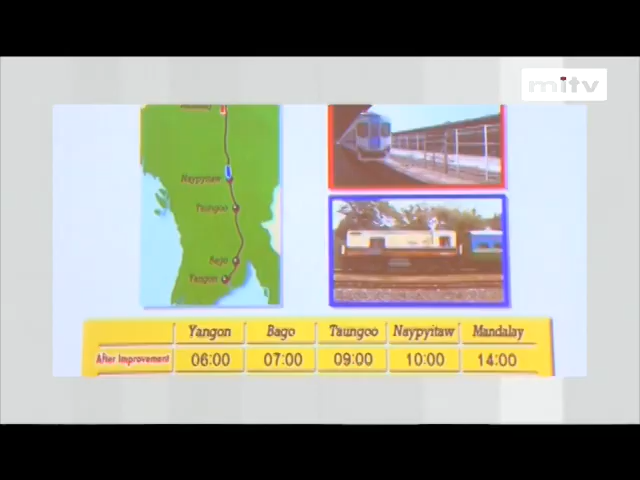 mitv
Naypyitaw
Taungoo
Bago
Yangon
Yangon Bago Taungoo Naypyitaw Mandalay
After Improvement 06:00 07:00 09:00 10:00 14:00